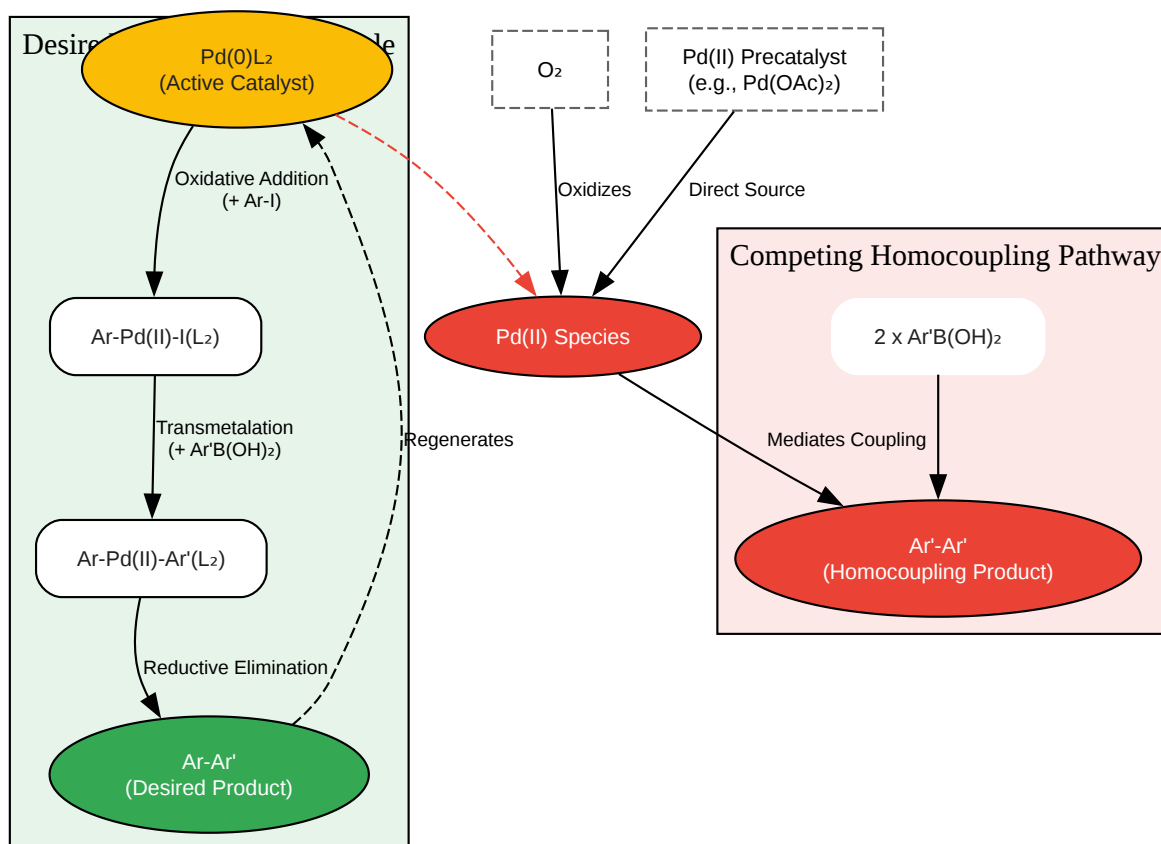 Desire
le
Pd(0)L₂
(Active Catalyst)
O₂
Pd(II) Precatalyst
(e.g., Pd(OAc)₂)
Oxidative Addition
(+ Ar-I)
Oxidizes
Direct Source
Competing Homocoupling Pathway
Ar-Pd(II)-I(L₂)
Pd(II) Species
2 x Ar'B(OH)₂
Transmetalation
(+ Ar'B(OH)₂)
Regenerates
Mediates Coupling
Ar-Pd(II)-Ar'(L₂)
Ar'-Ar'
(Homocoupling Product)
Reductive Elimination
Ar-Ar'
(Desired Product)